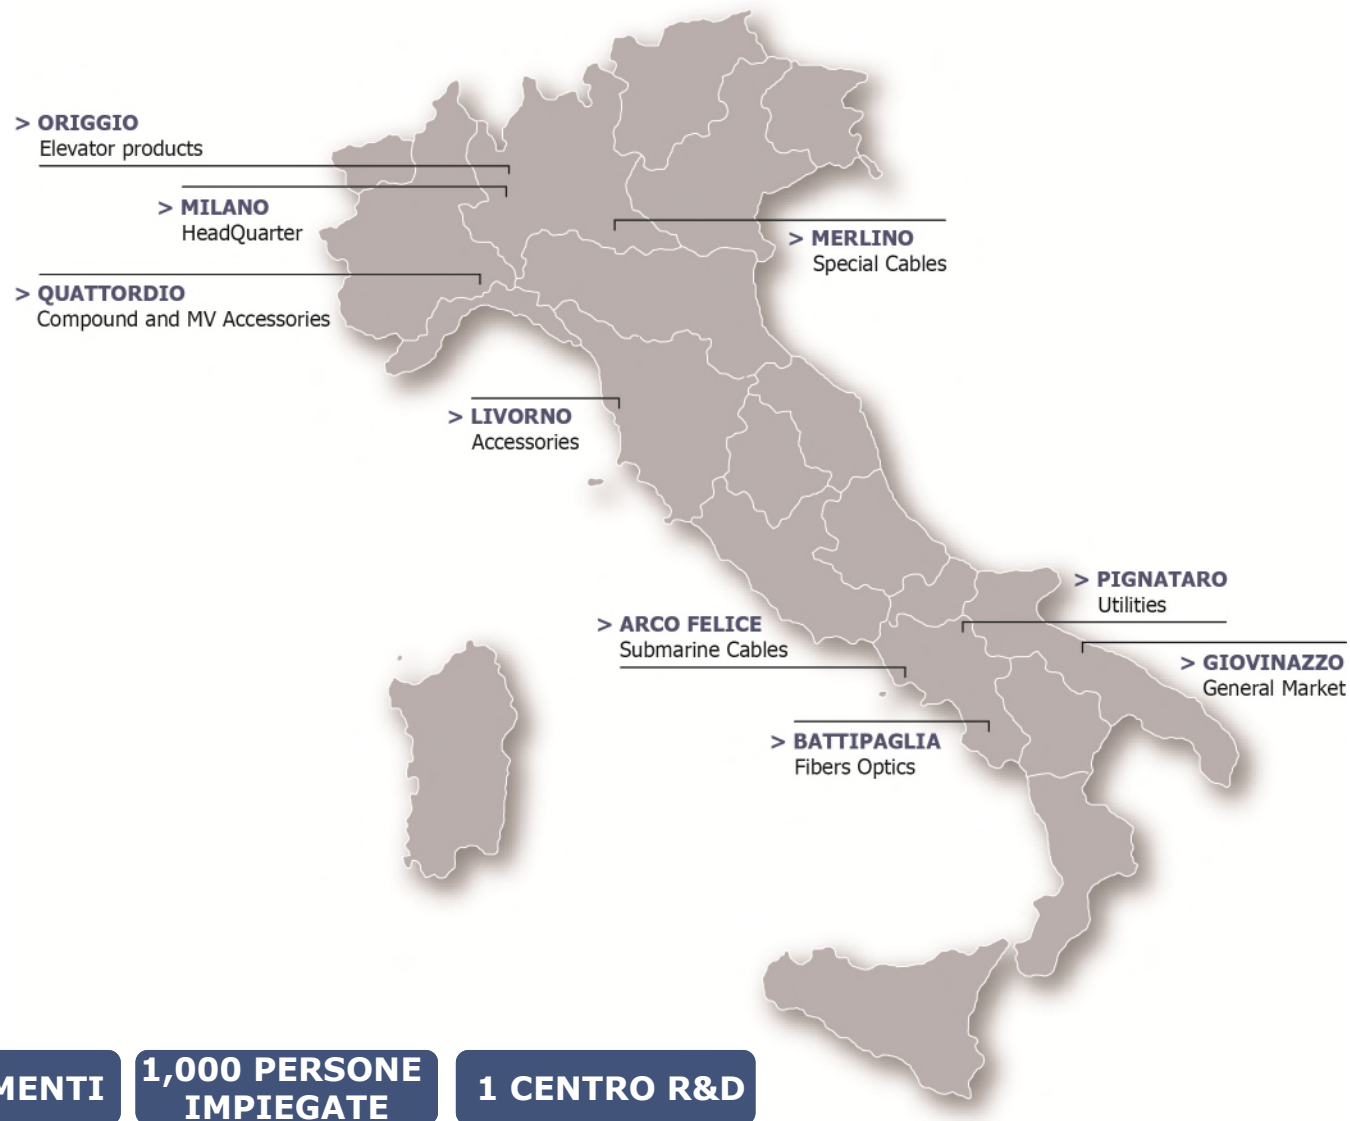 > ORIGGIO
Elevator products
> MILANO
HeadQuarter
> MERLINO
Special Cables
> QUATTORDIO
Compound and MV Accessories
> LIVORNO
Accessories
> PIGNATARO
Utilities
> ARCO FELICE
Submarine Cables
> GIOVINAZZO
General Market
> BATTIPAGLIA
Fibers Optics
1,000 PERSONE
IMPIEGATE
1 CENTRO R&D